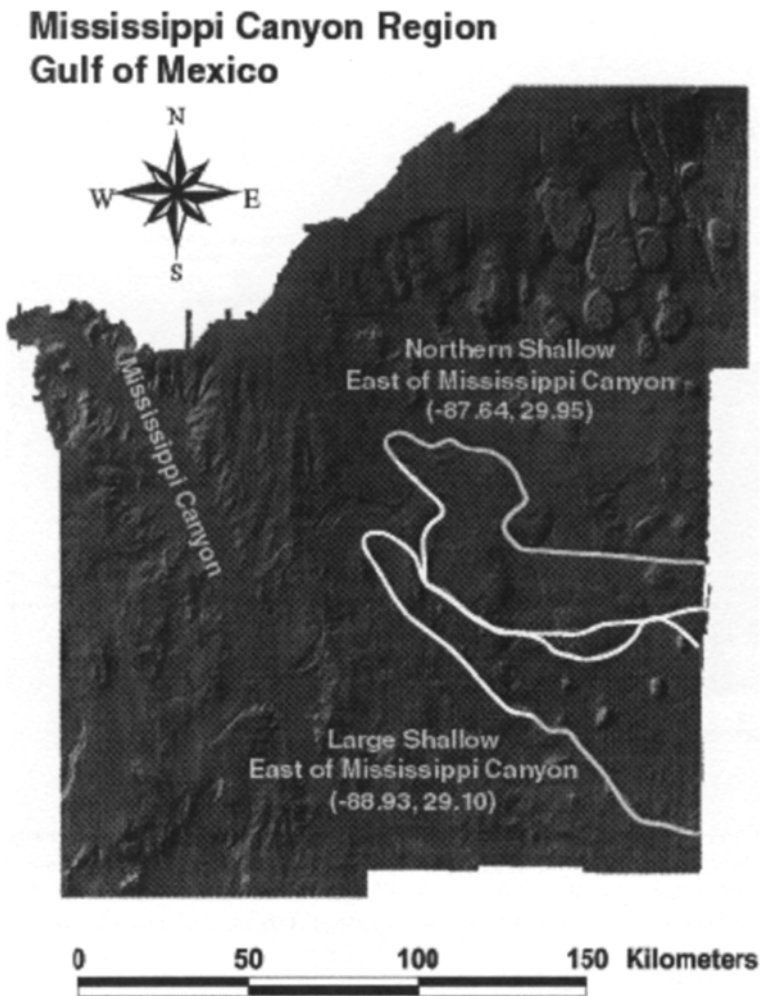 Mississippi Canyon Region
Gulf of Mexico
N
W E
S
Mississippi Canyon
Northern Shallow
East of Mississippi Canyon
(-87.64, 29.95)
Large Shallow
East of Mississippi Canyon
(-88.93, 29.10)
0 50 100 150 Kilometers